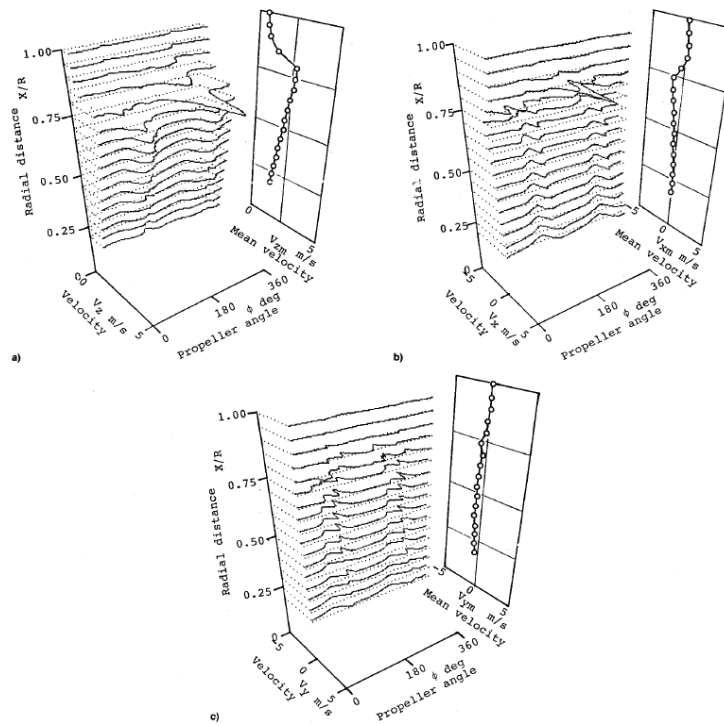 1.00
0.75
0.50
0.25
Radial distance X/R
0
0
Velocity
Vz m/s
5
0
180
360
φ deg
Propeller angle
0
Vzm m/s
5
Mean velocity
a)
1.00
0.75
0.50
0.25
0
Radial distance X/R
-5
0
5
Velocity
Vx m/s
0
180
360
φ deg
Propeller angle
-5
0
5
Vxm m/s
Mean velocity
b)
1.00
0.75
0.50
0.25
0
Radial distance X/R
-5
0
5
Velocity
Vy m/s
0
180
360
φ deg
Propeller angle
-5
0
5
Vym m/s
Mean velocity
c)